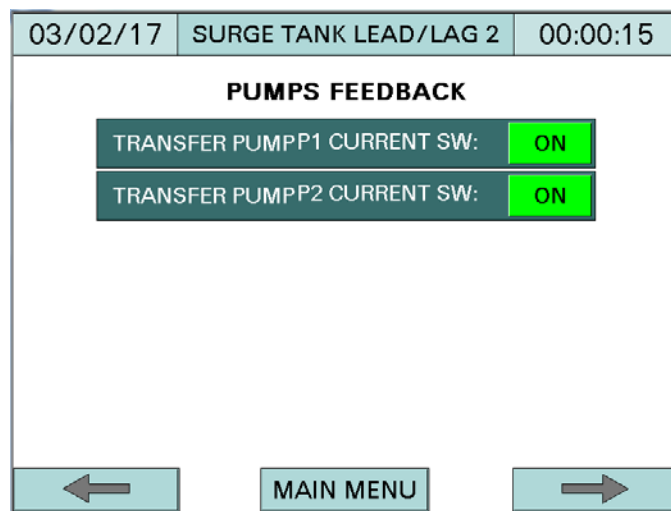 03/02/17 SURGE TANK LEAD/LAG 2 00:00:15
PUMPS FEEDBACK
TRANSFER PUMPP1 CURRENT SW: ON
TRANSFER PUMPP2 CURRENT SW: ON
MAIN MENU